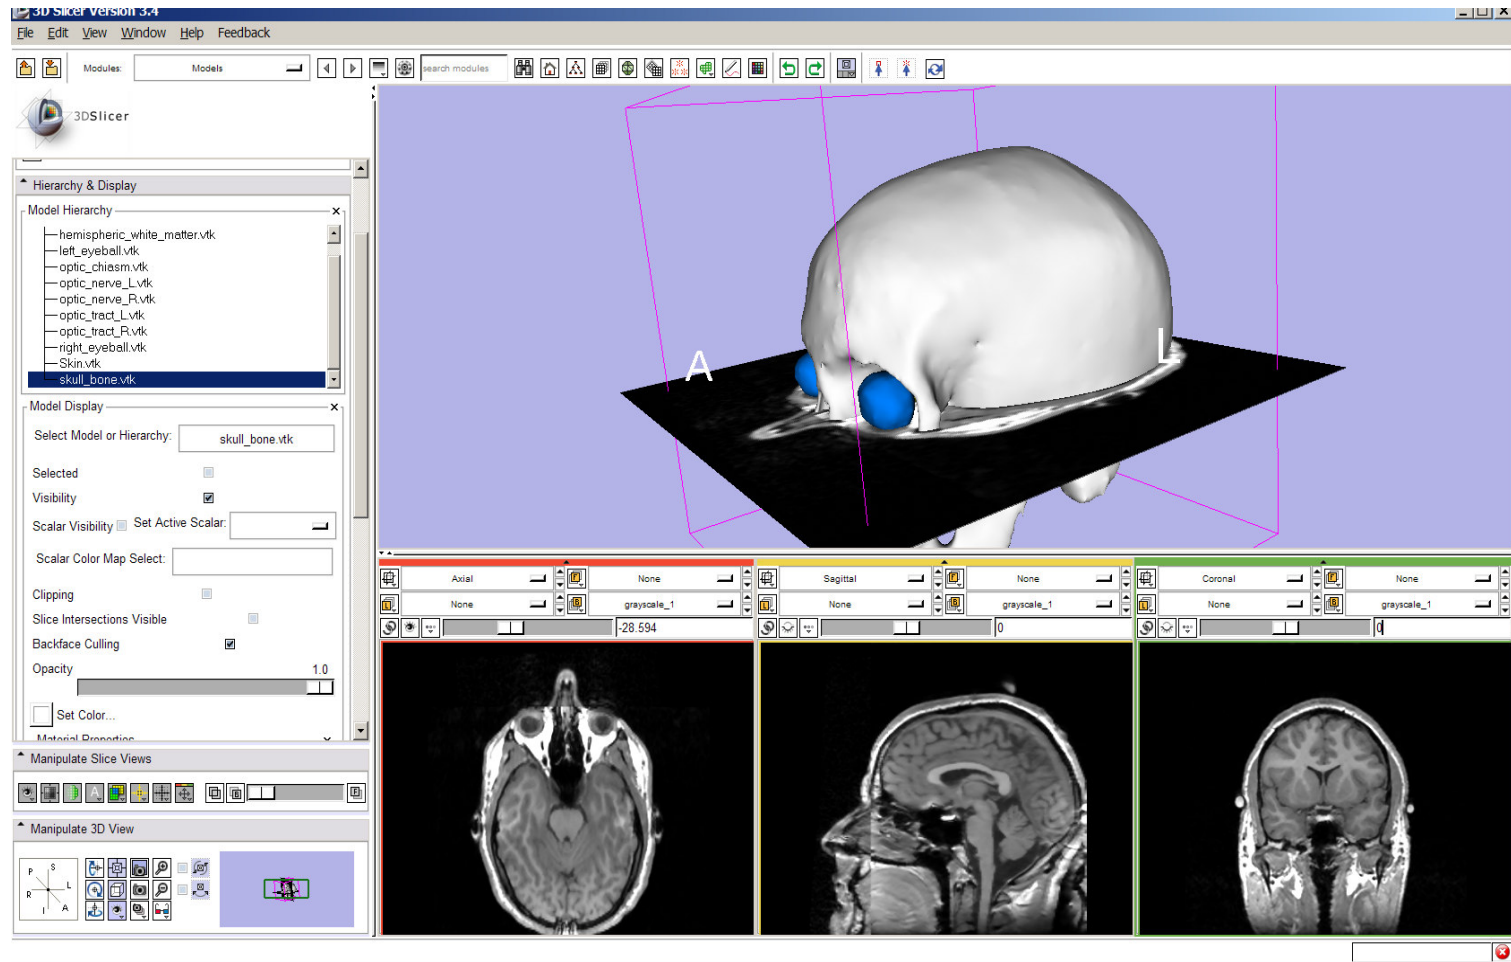 3D Slicer Version 3.4
File Edit View Window Help Feedback
Modules: Models search modules
3DSlicer
Hierarchy & Display
Model Hierarchy
hemispheric_white_matter.vtk
left_eyeball.vtk
optic_chiasm.vtk
optic_nerve_L.vtk
optic_nerve_R.vtk
optic_tract_L.vtk
optic_tract_R.vtk
right_eyeball.vtk
Skin.vtk
skull_bone.vtk
Model Display
Select Model or Hierarchy: skull_bone.vtk
Selected
Visibility
Scalar Visibility Set Active Scalar:
Scalar Color Map Select:
Clipping
Slice Intersections Visible
Backface Culling
Opacity 1.0
Set Color...
Material Properties
Manipulate Slice Views
Manipulate 3D View
P S
R L
I A
A L
Axial None
None grayscale_1
-28.594
Sagittal None
None grayscale_1
0
Coronal None
None grayscale_1
0